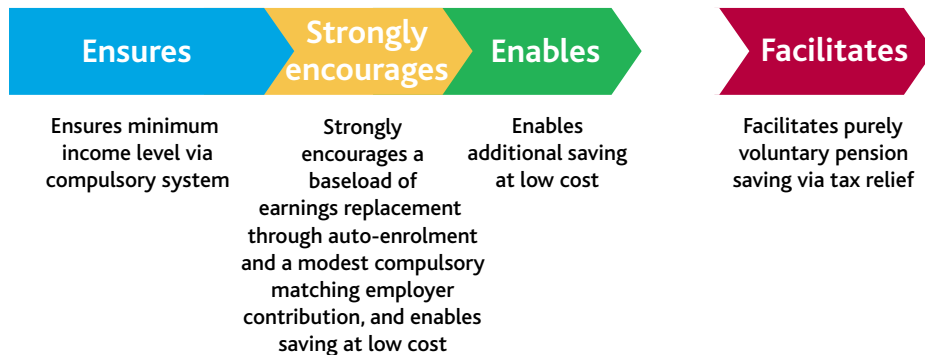 Ensures
Strongly
encourages
Enables
Facilitates
Ensures minimum
income level via
compulsory system
Strongly
encourages a
baseload of
earnings replacement
through auto-enrolment
and a modest compulsory
matching employer
contribution, and enables
saving at low cost
Enables
additional saving
at low cost
Facilitates purely
voluntary pension
saving via tax relief